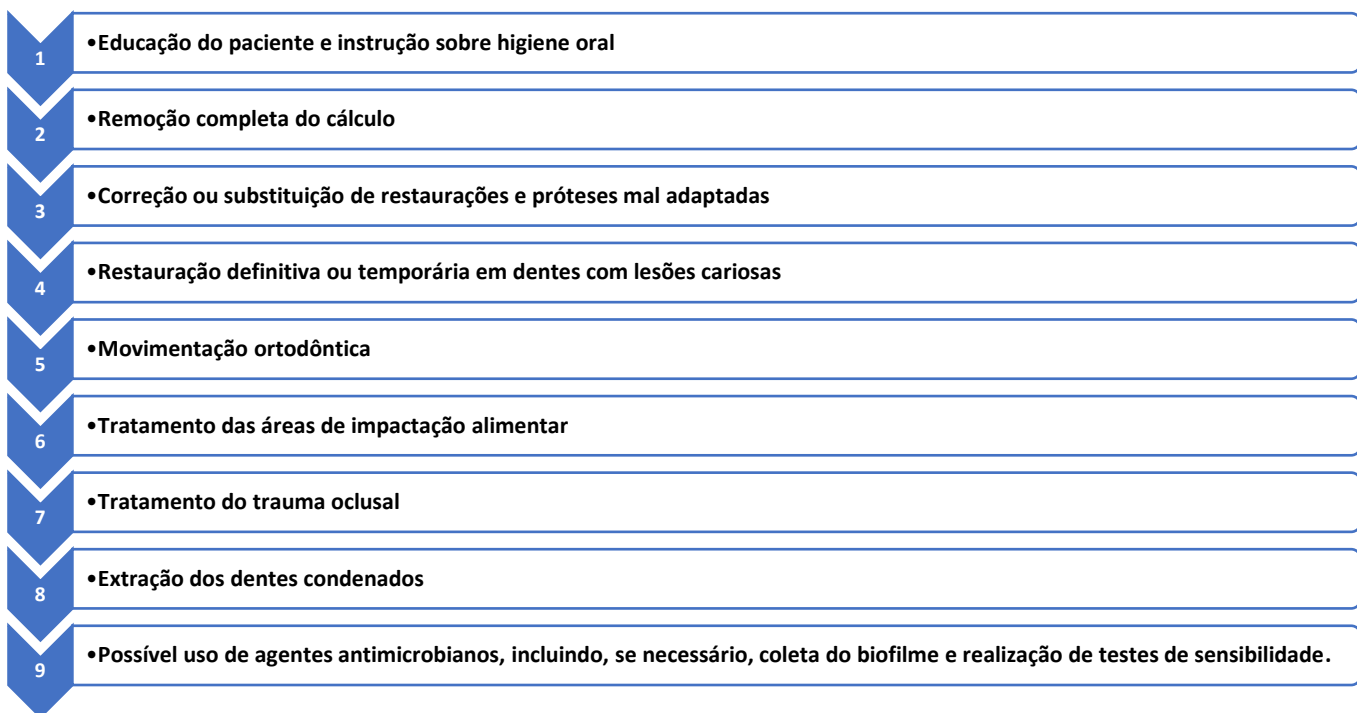 1
•Educação do paciente e instrução sobre higiene oral
2
•Remoção completa do cálculo
3
•Correção ou substituição de restaurações e próteses mal adaptadas
4
•Restauração definitiva ou temporária em dentes com lesões cariosas
5
•Movimentação ortodôntica
6
•Tratamento das áreas de impactação alimentar
7
•Tratamento do trauma oclusal
8
•Extração dos dentes condenados
9
•Possível uso de agentes antimicrobianos, incluindo, se necessário, coleta do biofilme e realização de testes de sensibilidade.